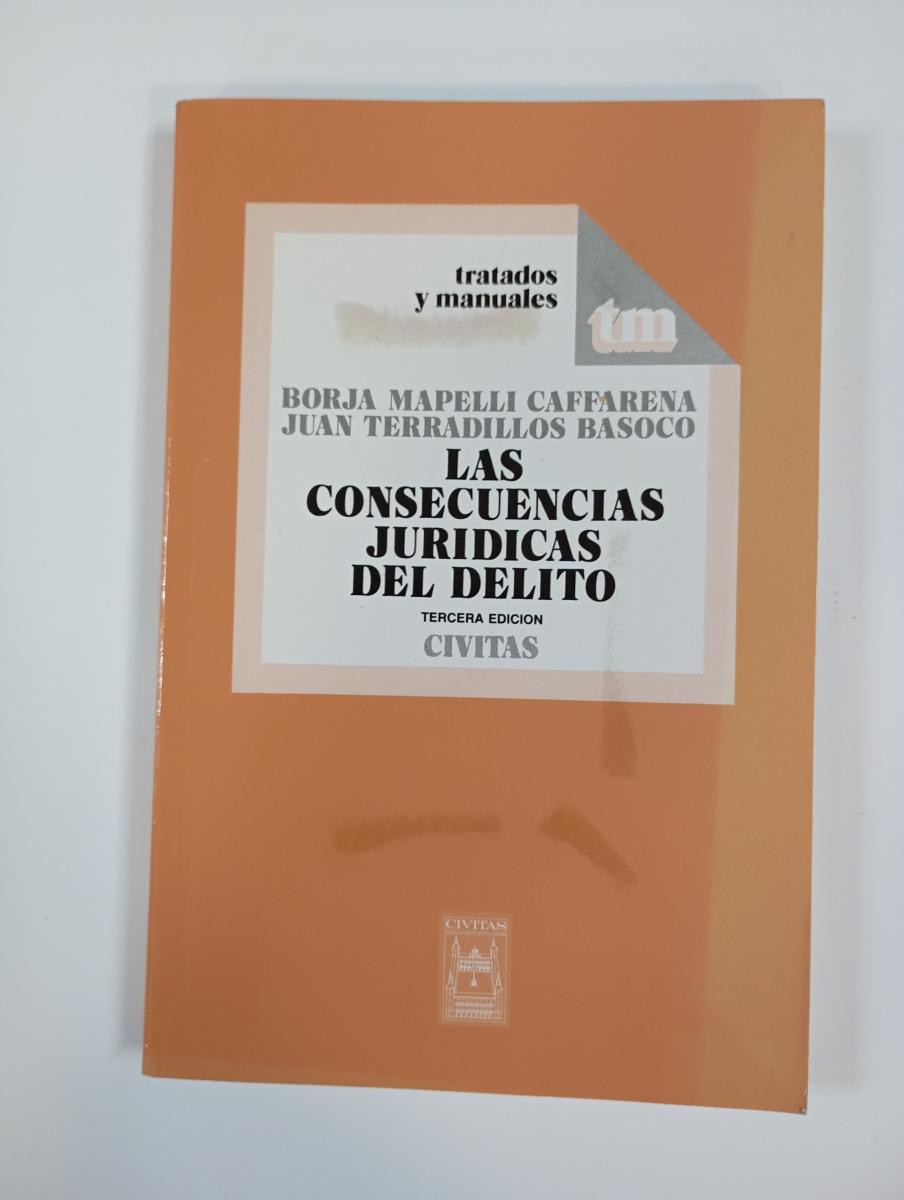 tratados
y manuales
tm
BORJA MAPELLI CAFFARENA
JUAN TERRADILLOS BASOCO
LAS
CONSECUENCIAS
JURIDICAS
DEL DELITO
TERCERA EDICION
CIVITAS
CIVITAS